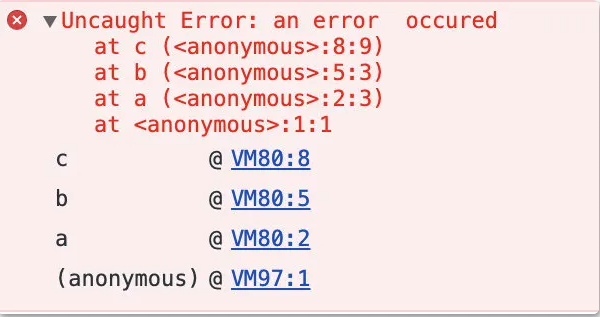 Uncaught Error: an error  occured
at c (<anonymous>:8:9)
at b (<anonymous>:5:3)
at a (<anonymous>:2:3)
at <anonymous>:1:1
c @ VM80:8
b @ VM80:5
a @ VM80:2
(anonymous) @ VM97:1